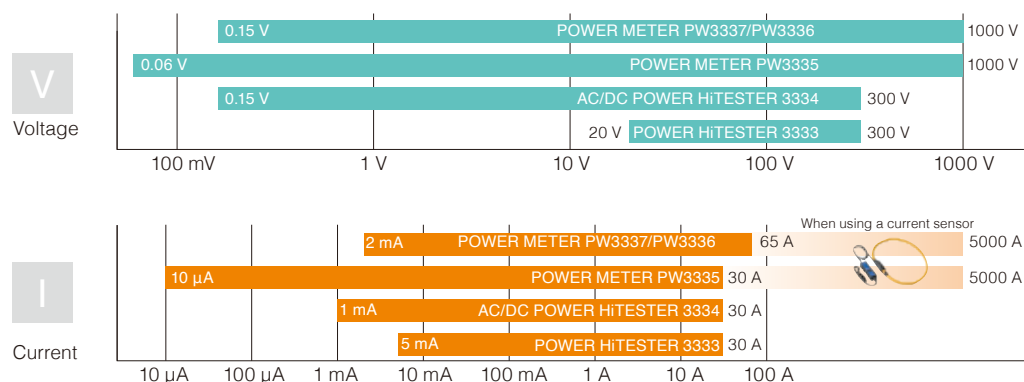 0.15 V POWER METER PW3337/PW3336 1000 V
0.06 V POWER METER PW3335 1000 V
V
0.15 V AC/DC POWER HiTESTER 3334 300 V
Voltage
20 V POWER HiTESTER 3333 300 V
100 mV 1 V 10 V 100 V 1000 V
When using a current sensor
2 mA POWER METER PW3337/PW3336 65 A 5000 A
10 µA POWER METER PW3335 30 A 5000 A
I
1 mA AC/DC POWER HiTESTER 3334 30 A
Current
5 mA POWER HiTESTER 3333 30 A
10 µA 100 µA 1 mA 10 mA 100 mA 1 A 10 A 100 A